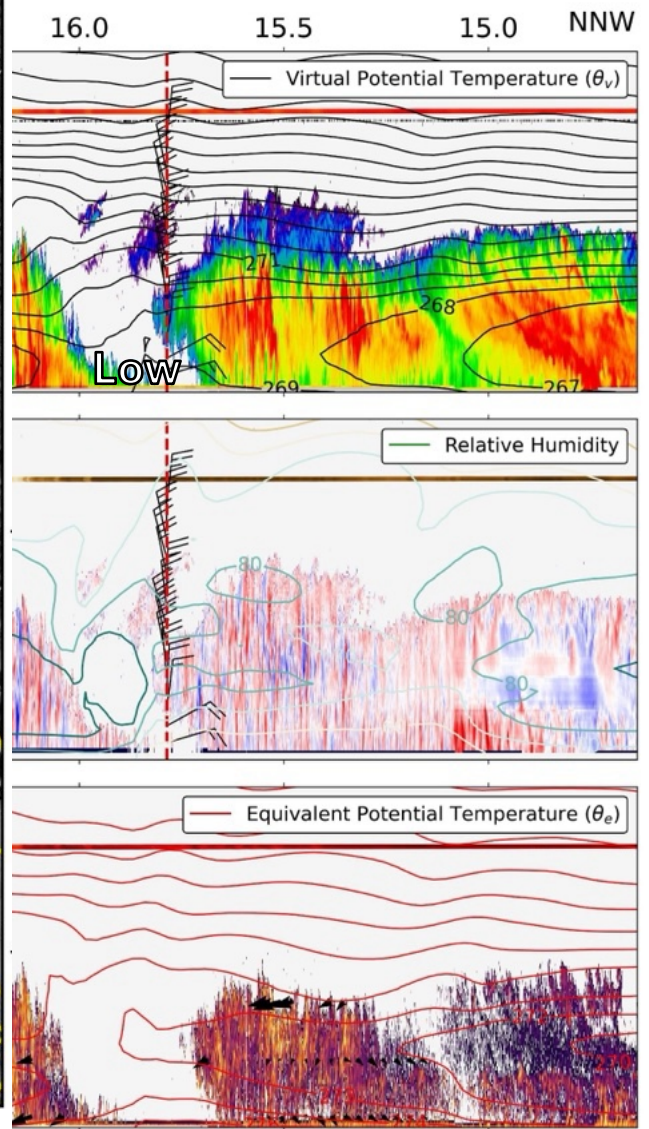 16.0 15.5 15.0 NNW
Virtual Potential Temperature (θᵥ)
271
268
Low
269 267
Relative Humidity
80
80
80
Equivalent Potential Temperature (θₑ)
270